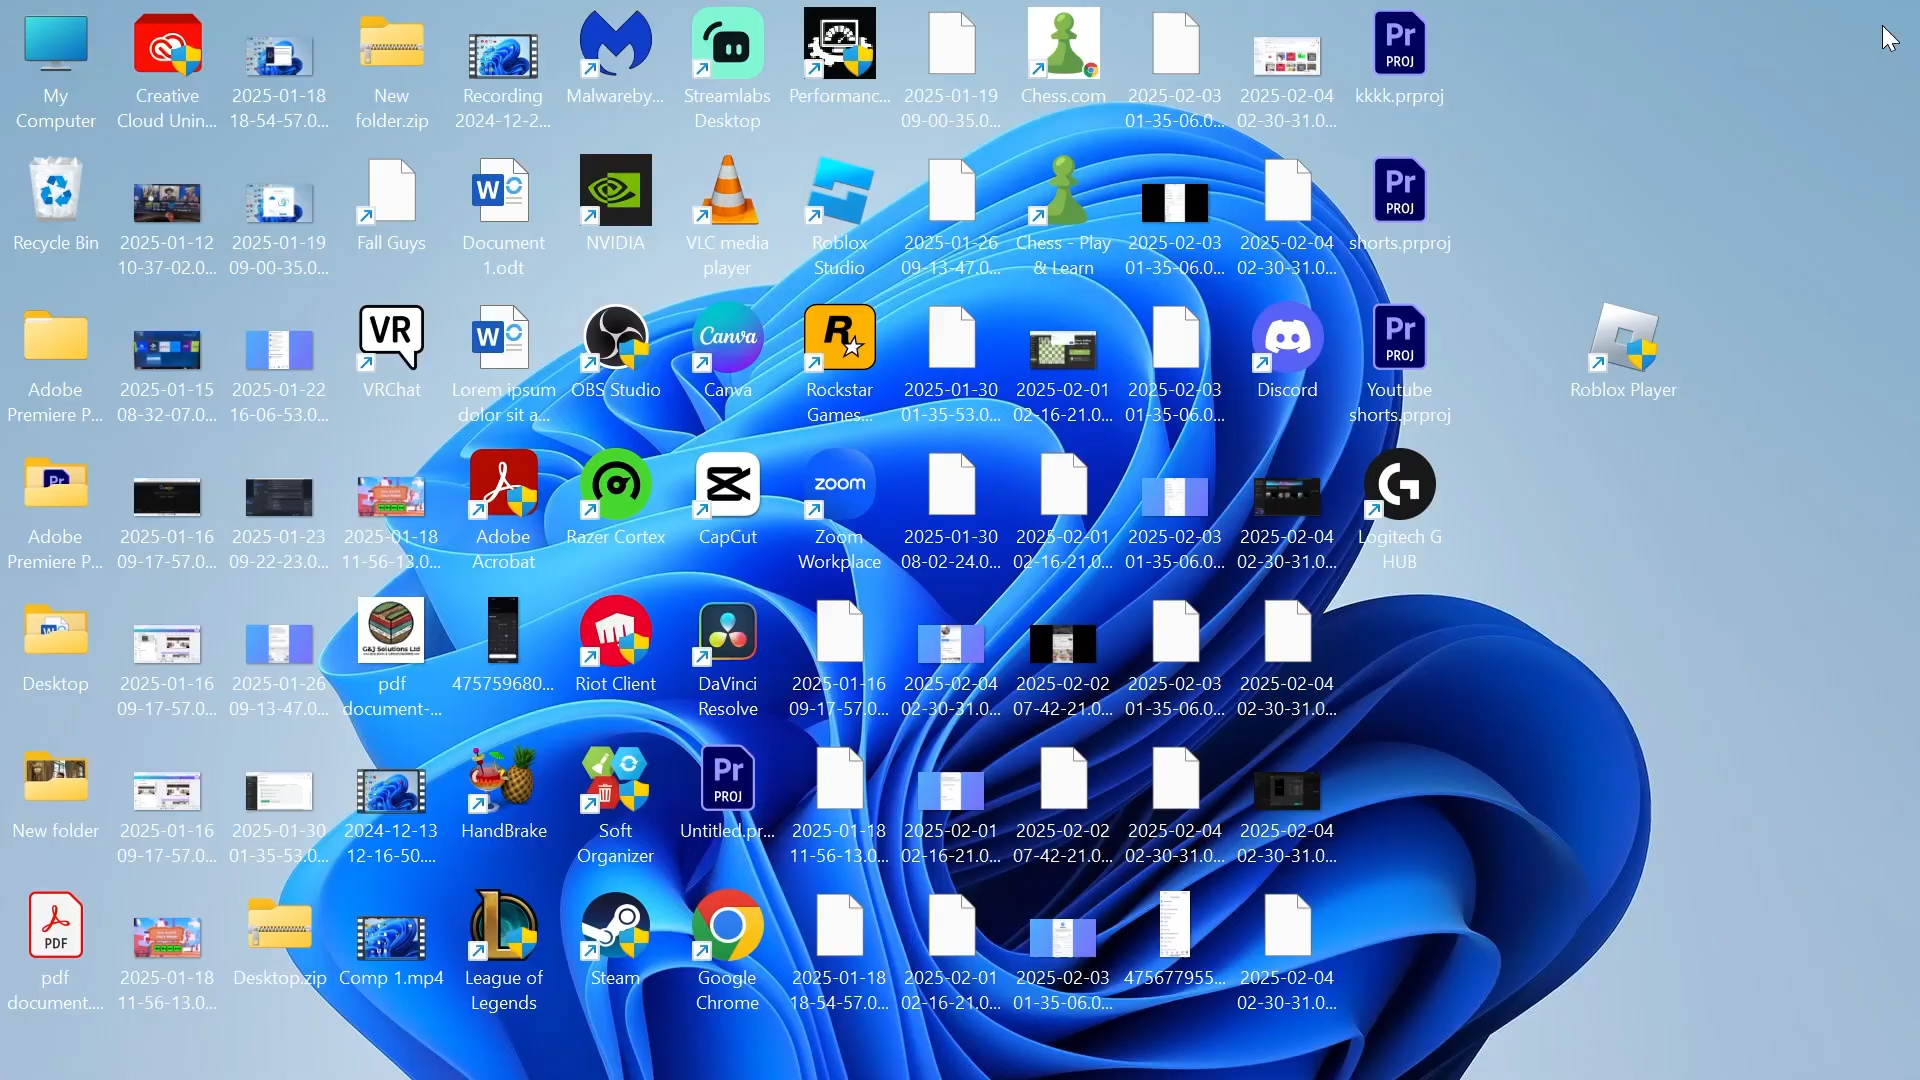 My
Computer
Creative
Cloud Unin...
2025-01-18
18-54-57.0...
New
folder.zip
Recording
2024-12-2...
Malwareby...
Streamlabs
Desktop
Performanc...
2025-01-19
09-00-35.0...
Chess.com
2025-02-03
01-35-06.0...
2025-02-04
02-30-31.0...
Pr
PROJ
kkkk.prproj
Recycle Bin
2025-01-12
10-37-02.0...
2025-01-19
09-00-35.0...
Fall Guys
W
Document
1.odt
NVIDIA
VLC media
player
Roblox
Studio
2025-01-26
09-13-47.0...
Chess - Play
& Learn
2025-02-03
01-35-06.0...
2025-02-04
02-30-31.0...
Pr
PROJ
shorts.prproj
Adobe
Premiere P...
2025-01-15
08-32-07.0...
2025-01-22
16-06-53.0...
VR
VRChat
W
Lorem ipsum
dolor sit a...
OBS Studio
Canva
Canva
R
Rockstar
Games...
2025-01-30
01-35-53.0...
2025-02-01
02-16-21.0...
2025-02-03
01-35-06.0...
Discord
Pr
PROJ
Youtube
shorts.prproj
Roblox Player
Pr
Adobe
Premiere P...
2025-01-16
09-17-57.0...
2025-01-23
09-22-23.0...
2025-01-18
11-56-13.0...
Adobe
Acrobat
Razer Cortex
CapCut
zoom
Zoom
Workplace
2025-01-30
08-02-24.0...
2025-02-01
02-16-21.0...
2025-02-03
01-35-06.0...
2025-02-04
02-30-31.0...
G
Logitech G
HUB
W
Desktop
2025-01-16
09-17-57.0...
2025-01-26
09-13-47.0...
G&J Solutions Ltd
pdf
document-...
475759680...
Riot Client
DaVinci
Resolve
2025-01-16
09-17-57.0...
2025-02-04
02-30-31.0...
2025-02-02
07-42-21.0...
2025-02-03
01-35-06.0...
2025-02-04
02-30-31.0...
New folder
2025-01-16
09-17-57.0...
2025-01-30
01-35-53.0...
2024-12-13
12-16-50....
HandBrake
Soft
Organizer
Pr
PROJ
Untitled.pr...
2025-01-18
11-56-13.0...
2025-02-01
02-16-21.0...
2025-02-02
07-42-21.0...
2025-02-04
02-30-31.0...
2025-02-04
02-30-31.0...
PDF
pdf
document....
2025-01-18
11-56-13.0...
Desktop.zip
Comp 1.mp4
L
League of
Legends
Steam
Google
Chrome
2025-01-18
18-54-57.0...
2025-02-01
02-16-21.0...
2025-02-03
01-35-06.0...
475677955...
2025-02-04
02-30-31.0...